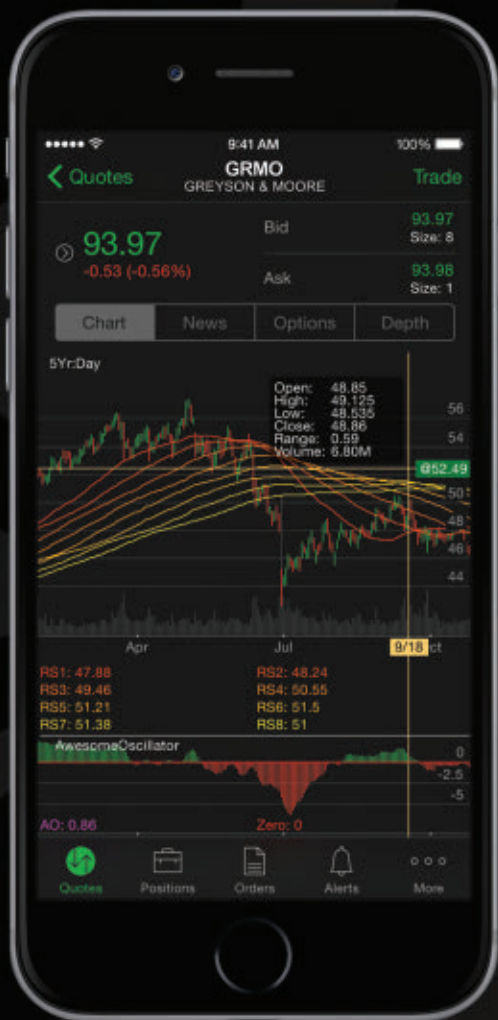 9:41 AM
100%
Quotes
GRMO
GREYSON & MOORE
Trade
93.97
-0.53 (-0.56%)
Bid
93.97
Size: 8
Ask
93.98
Size: 1
Chart
News
Options
Depth
5Yr:Day
Open: 48.85
High: 49.125
Low: 48.535
Close: 48.86
Range: 0.59
Volume: 6.80M
56
54
@52.49
50
48
46
44
Apr
Jul
9/18
ct
RS1: 47.88
RS2: 48.24
RS3: 49.46
RS4: 50.55
RS5: 51.21
RS6: 51.5
RS7: 51.38
RS8: 51
AwesomeOscillator
0
-2.5
-5
AO: 0.86
Zero: 0
Quotes
Positions
Orders
Alerts
More